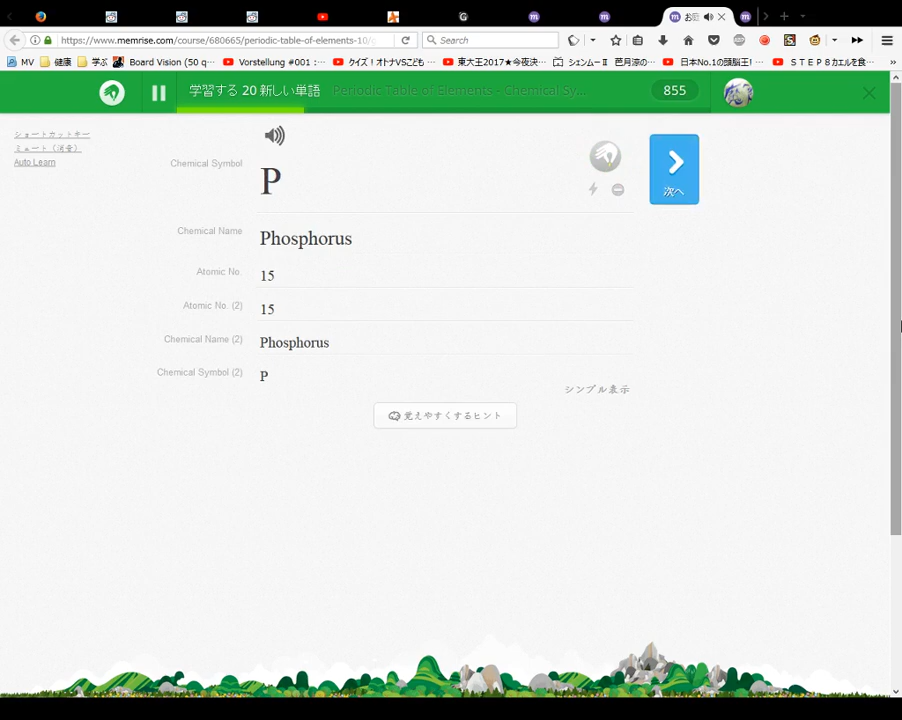 お庭
https://www.memrise.com/course/680665/periodic-table-of-elements-10/g
Search
MV
健康
学ぶ
Board Vision (50 q…
Vorstellung #001 :…
クイズ！オトナVSこども…
東大王2017★今夜決…
シェンムーⅡ 芭月涼の…
日本No.1の頭脳王! …
ＳＴＥＰ８カエルを食…
学習する 20 新しい単語
Periodic Table of Elements - Chemical Sy...
855
ショートカットキー
ミュート（消音）
Auto Learn
Chemical Symbol
P
次へ
Chemical Name
Phosphorus
Atomic No.
15
Atomic No. (2)
15
Chemical Name (2)
Phosphorus
Chemical Symbol (2)
P
シンプル表示
覚えやすくするヒント